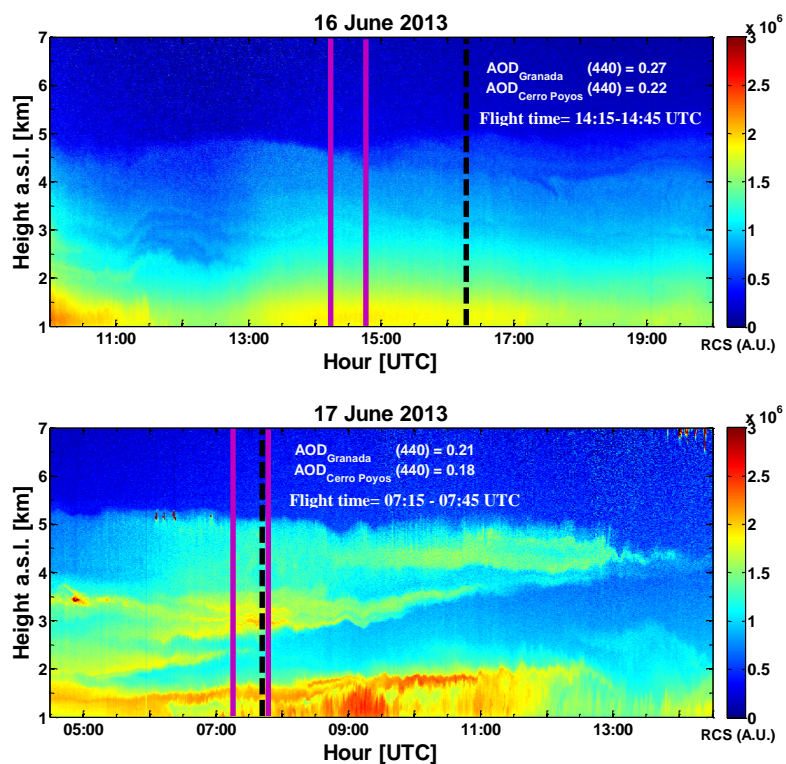 16 June 2013
x 10^6
7
6
5
4
3
2
1
Height a.s.l. [km]
AOD_Granada (440) = 0.27
AOD_Cerro Poyos (440) = 0.22
Flight time= 14:15-14:45 UTC
3
2.5
2
1.5
1
0.5
0
11:00 13:00 15:00 17:00 19:00
Hour [UTC]
RCS (A.U.)
17 June 2013
x 10^6
7
6
5
4
3
2
1
Height a.s.l. [km]
AOD_Granada (440) = 0.21
AOD_Cerro Poyos (440) = 0.18
Flight time= 07:15 - 07:45 UTC
3
2.5
2
1.5
1
0.5
0
05:00 07:00 09:00 11:00 13:00
Hour [UTC]
RCS (A.U.)